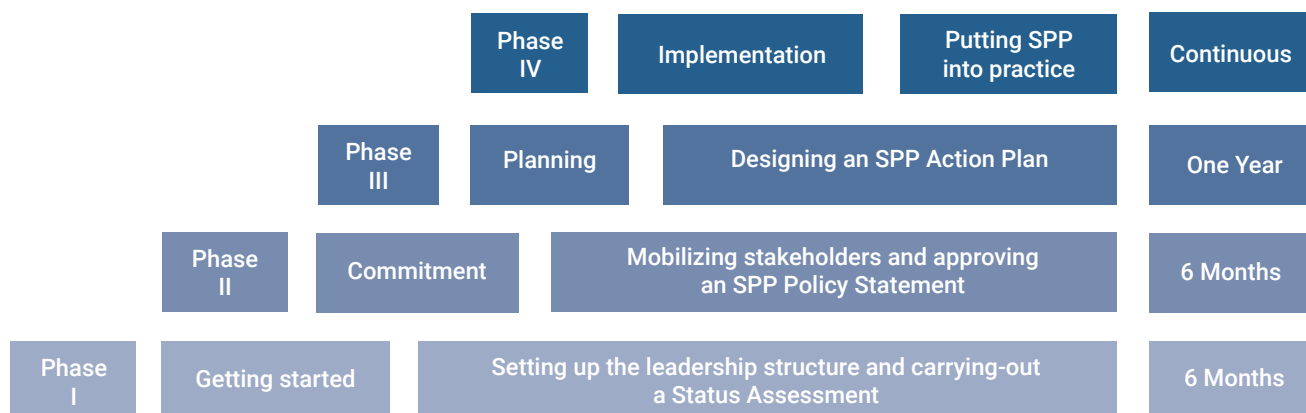 Phase
IV
Implementation
Putting SPP
into practice
Continuous
Phase
III
Planning
Designing an SPP Action Plan
One Year
Phase
II
Commitment
Mobilizing stakeholders and approving
an SPP Policy Statement
6 Months
Phase
I
Getting started
Setting up the leadership structure and carrying-out
a Status Assessment
6 Months